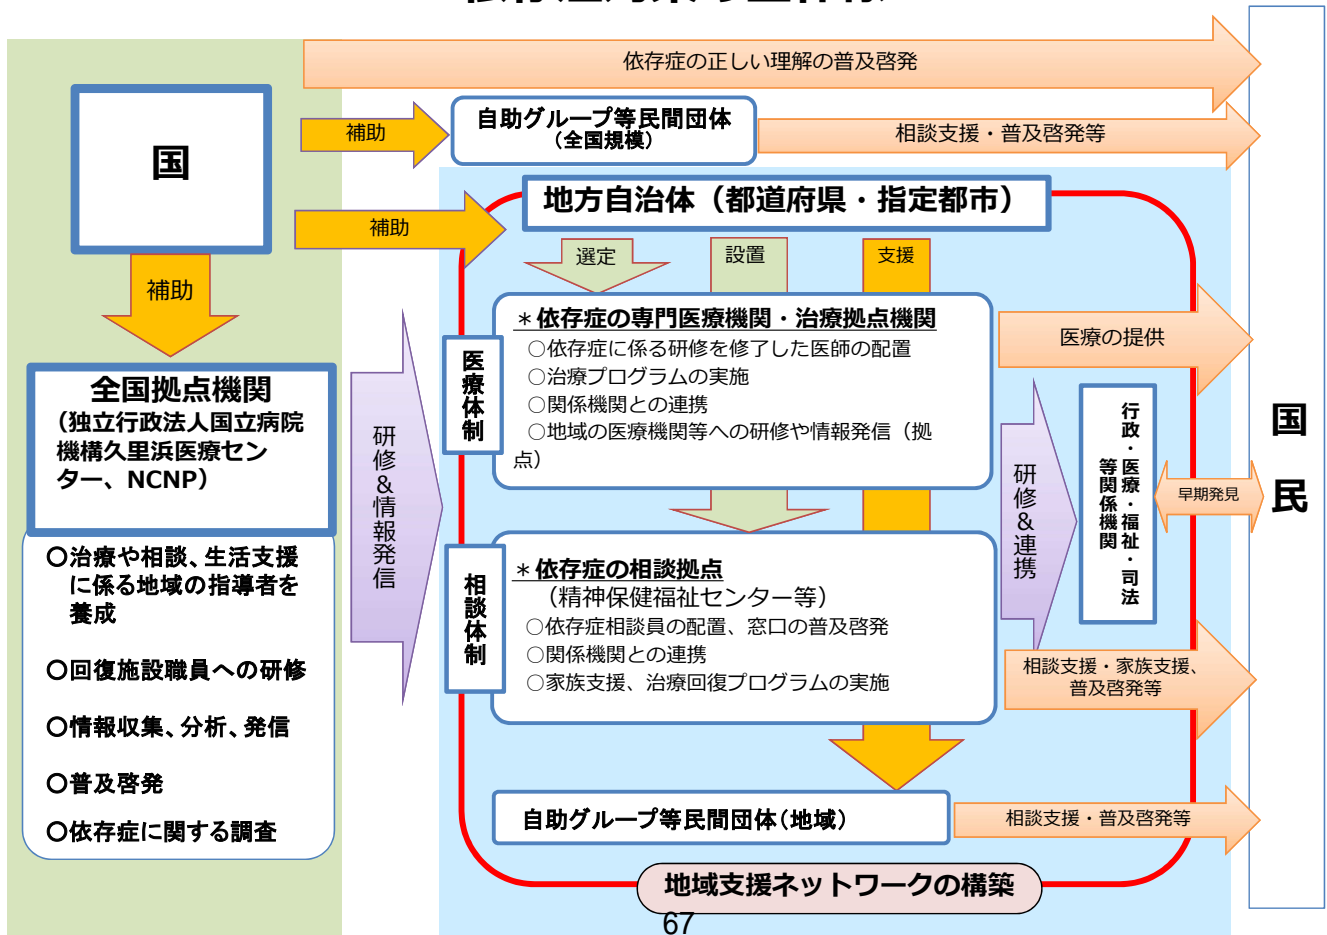 依存症の正しい理解の普及啓発
国
補助
自助グループ等民間団体
（全国規模）
相談支援・普及啓発等
補助
地方自治体（都道府県・指定都市）
選定
設置
支援
補助
全国拠点機関
（独立行政法人国立病院
機構久里浜医療セン
ター、NCNP）
○治療や相談、生活支援
に係る地域の指導者を
養成
○回復施設職員への研修
○情報収集、分析、発信
○普及啓発
○依存症に関する調査
研修&情報発信
医療体制
＊依存症の専門医療機関・治療拠点機関
○依存症に係る研修を修了した医師の配置
○治療プログラムの実施
○関係機関との連携
○地域の医療機関等への研修や情報発信（拠
点）
医療の提供
相談体制
＊依存症の相談拠点
（精神保健福祉センター等）
○依存症相談員の配置、窓口の普及啓発
○関係機関との連携
○家族支援、治療回復プログラムの実施
研修&連携
行政・医療・福祉・司法
等関係機関
早期発見
国民
相談支援・家族支援、
普及啓発等
自助グループ等民間団体（地域）
相談支援・普及啓発等
地域支援ネットワークの構築
67